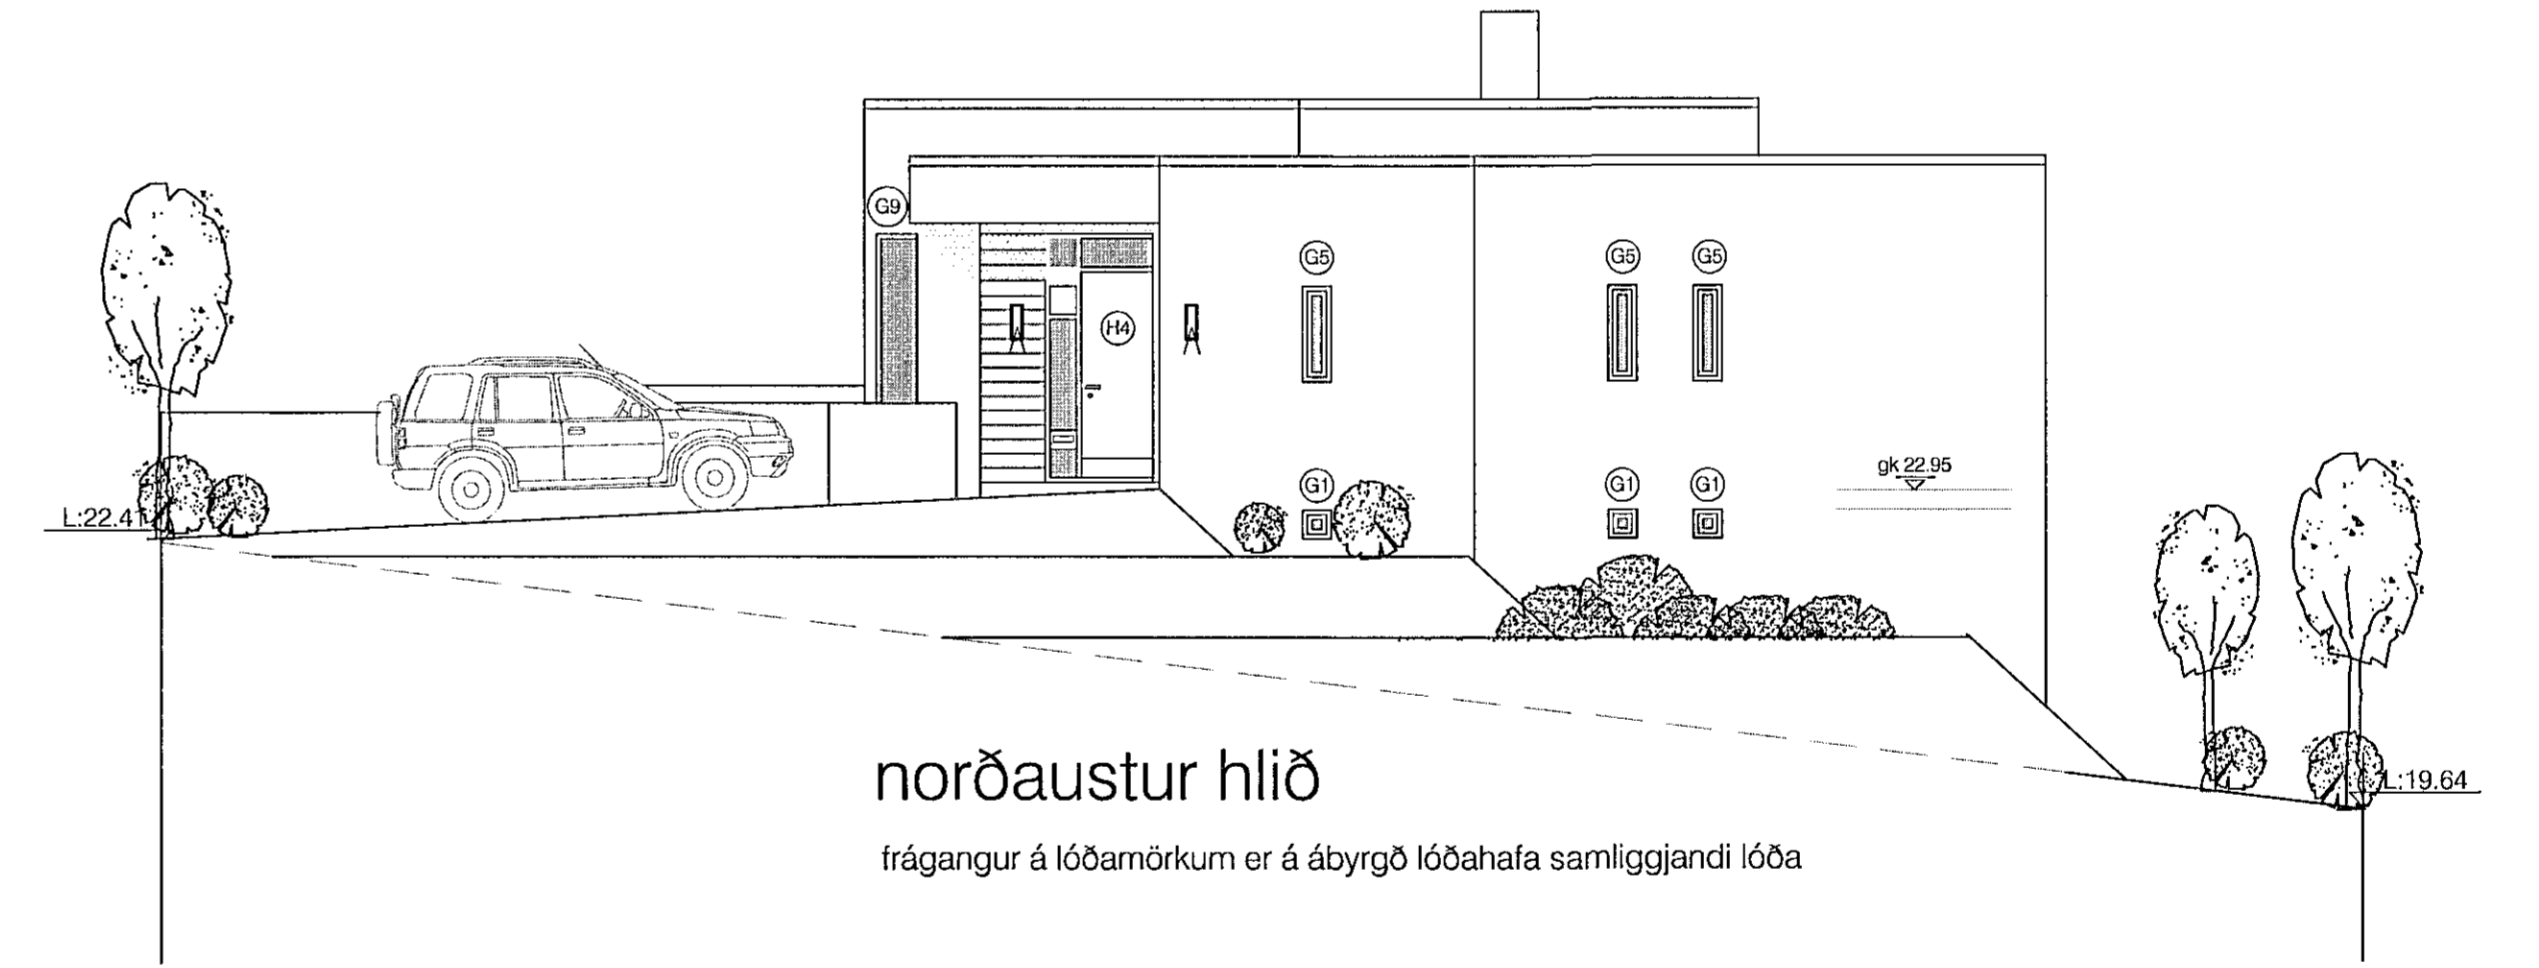 G9
G5
G5
G5
H4
gk 22.95
G1
G1
G1
L:22.41
L:19.64
norðaustur hlið
frágangur á lóðamörkum er á ábyrgð lóðahafa samliggjandi lóða